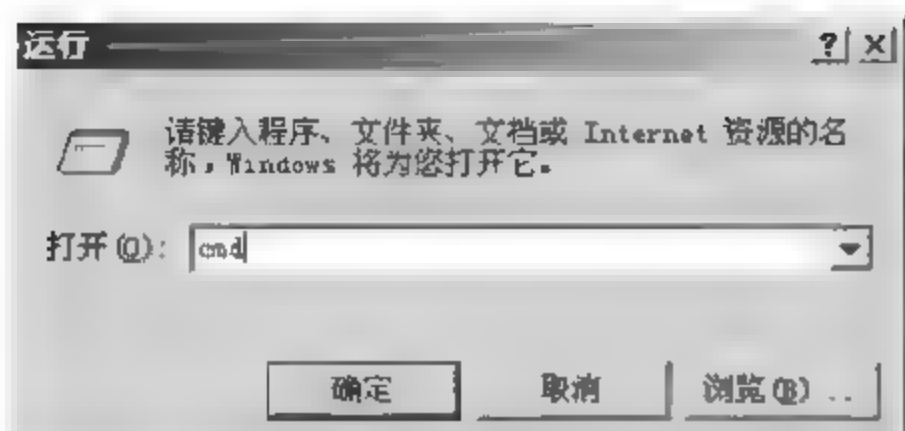 运行
? ×
请键入程序、文件夹、文档或 Internet 资源的名
称,Windows 将为您打开它。
打开(O): cmd
确定 取消 浏览(B)..